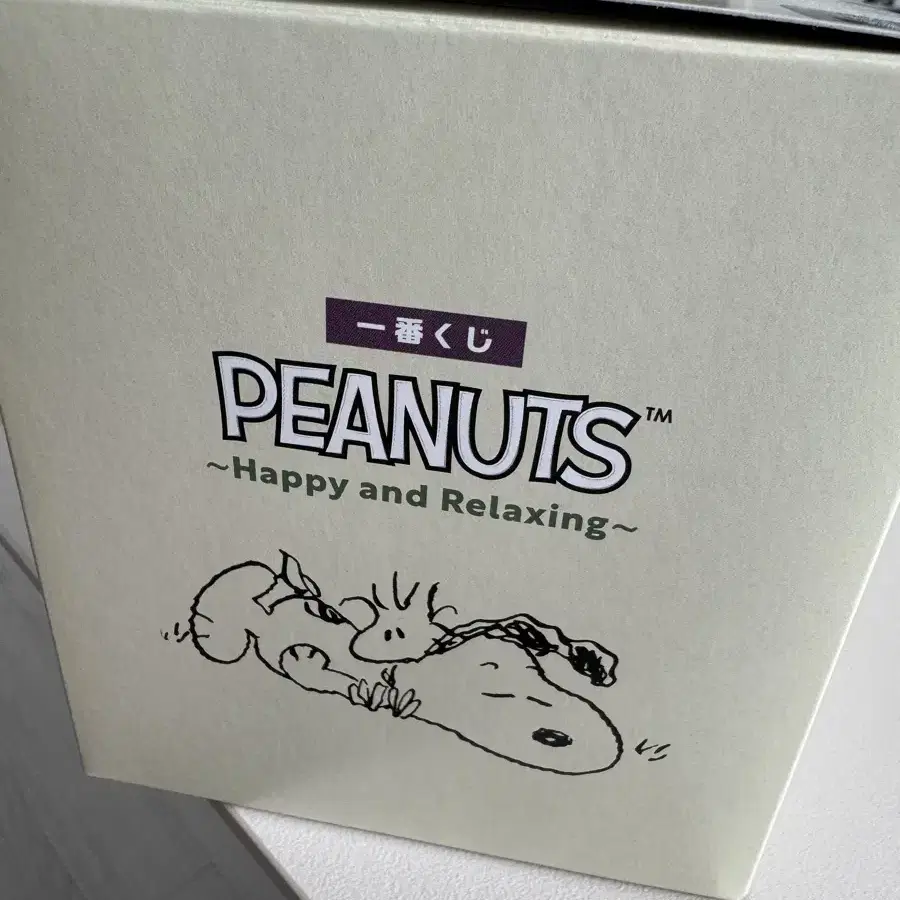 一番くじ
PEANUTS™
~Happy and Relaxing~